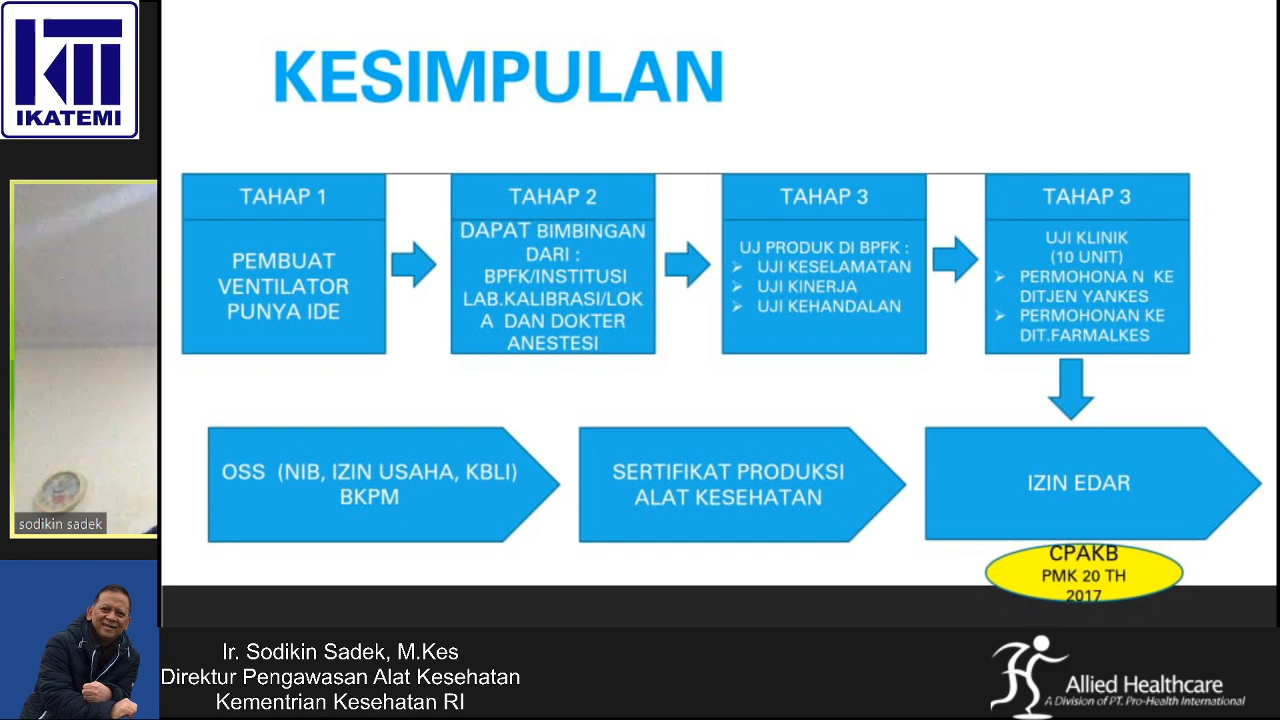 IKATEMI
KESIMPULAN
TAHAP 1
PEMBUAT
VENTILATOR
PUNYA IDE
TAHAP 2
DAPAT BIMBINGAN
DARI :
BPFK/INSTITUSI
LAB.KALIBRASI/LOK
A DAN DOKTER
ANESTESI
TAHAP 3
UJ PRODUK DI BPFK :
UJI KESELAMATAN
UJI KINERJA
UJI KEHANDALAN
TAHAP 3
UJI KLINIK
(10 UNIT)
PERMOHONA N KE
DITJEN YANKES
PERMOHONAN KE
DIT.FARMALKES
OSS (NIB, IZIN USAHA, KBLI)
BKPM
SERTIFIKAT PRODUKSI
ALAT KESEHATAN
IZIN EDAR
CPAKB
PMK 20 TH
2017
sodikin sadek
Ir. Sodikin Sadek, M.Kes
Direktur Pengawasan Alat Kesehatan
Kementrian Kesehatan RI
Allied Healthcare
A Division of PT. Pro-Health International